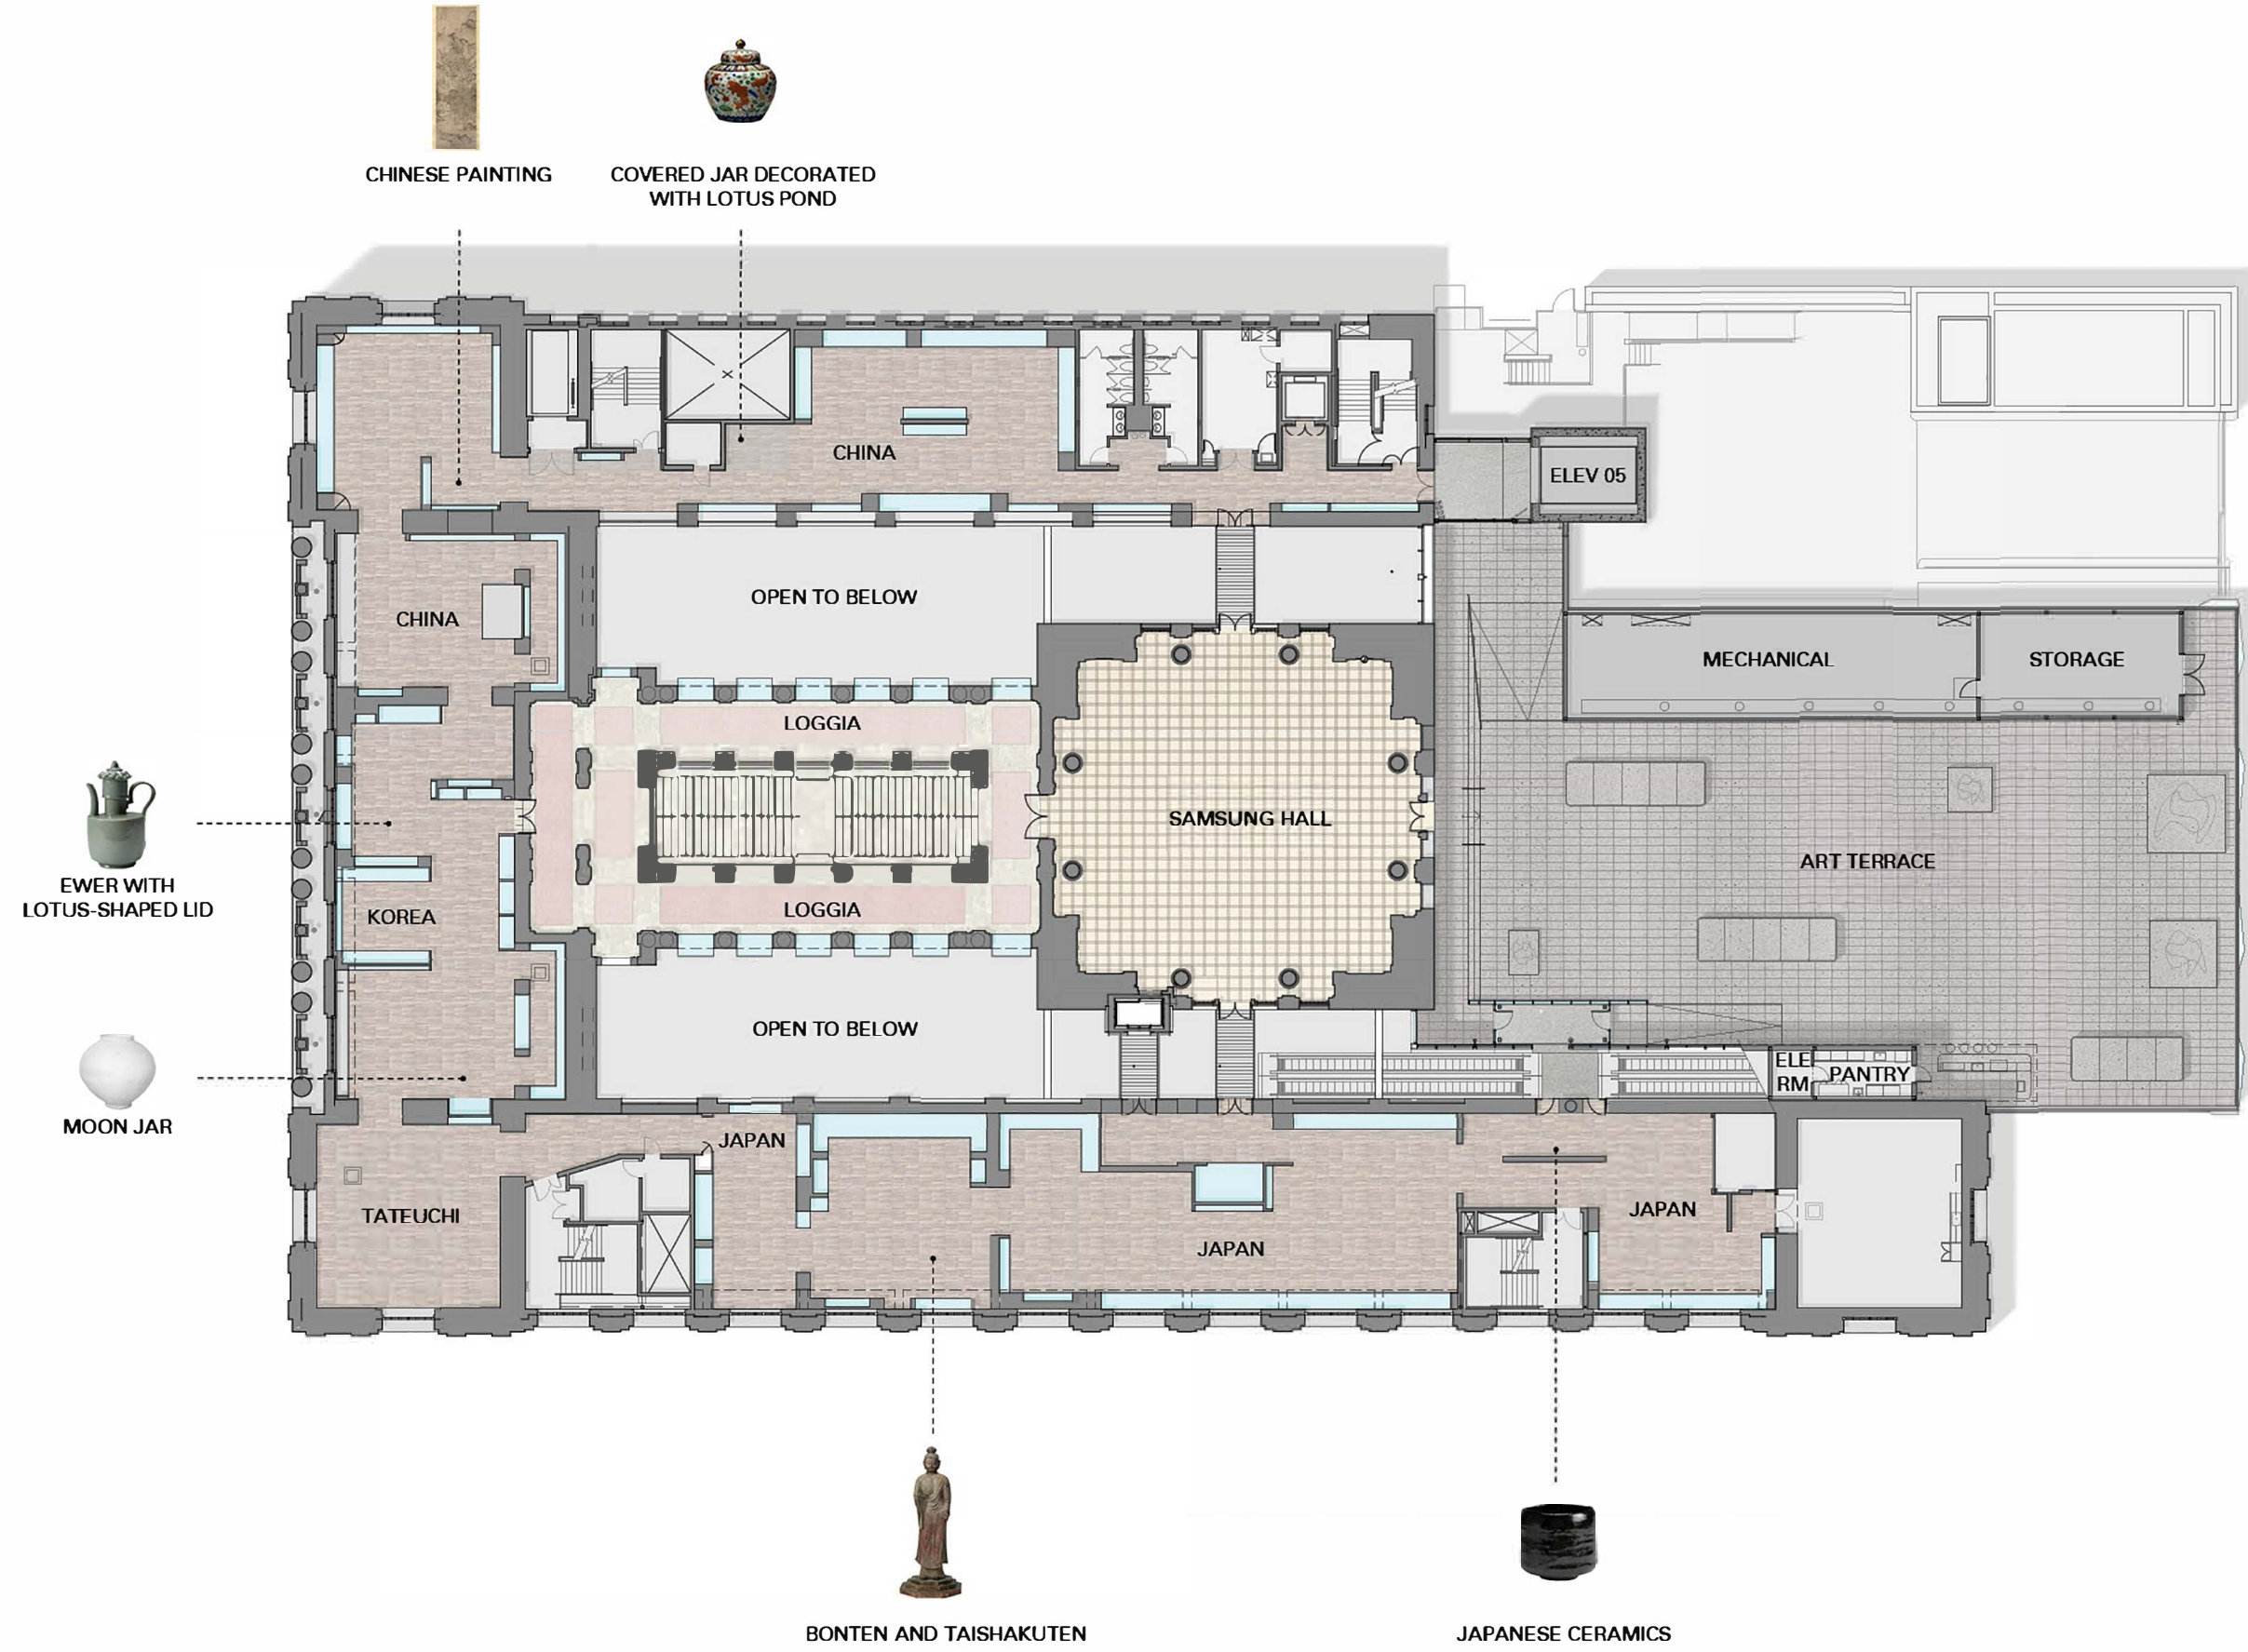 CHINESE PAINTING
COVERED JAR DECORATED
WITH LOTUS POND
CHINA
ELEV 05
OPEN TO BELOW
CHINA
MECHANICAL
STORAGE
LOGGIA
SAMSUNG HALL
ART TERRACE
EWER WITH
LOTUS-SHAPED LID
LOGGIA
KOREA
OPEN TO BELOW
ELE
RM
PANTRY
MOON JAR
JAPAN
TATEUCHI
JAPAN
JAPAN
BONTEN AND TAISHAKUTEN
JAPANESE CERAMICS